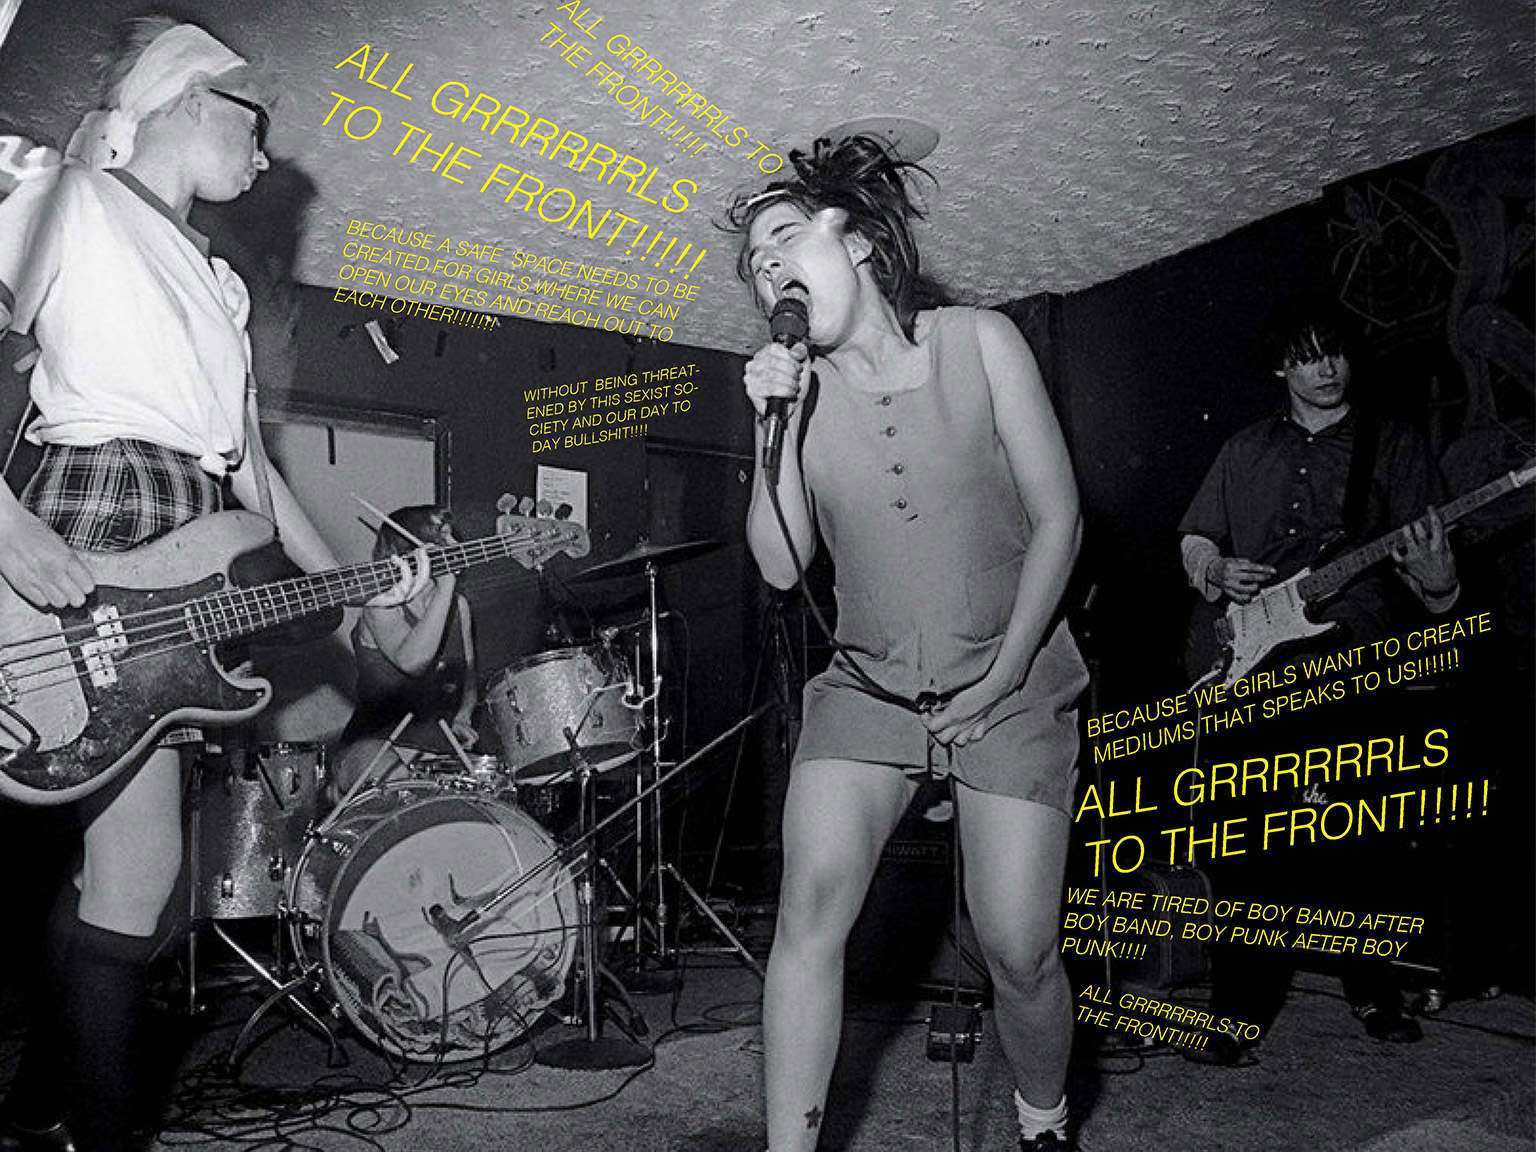 ALL GRRRRRRLS TO
THE FRONT!!!!!
ALL GRRRRRRLS
TO THE FRONT!!!!!
BECAUSE A SAFE SPACE NEEDS TO BE
CREATED FOR GIRLS WHERE WE CAN
OPEN OUR EYES AND REACH OUT TO
EACH OTHER!!!!!!!
WITHOUT BEING THREAT-
ENED BY THIS SEXIST SO-
CIETY AND OUR DAY TO
DAY BULLSHIT!!!!
BECAUSE WE GIRLS WANT TO CREATE
MEDIUMS THAT SPEAKS TO US!!!!!!
ALL GRRRRRRLS
TO THE FRONT!!!!!
WE ARE TIRED OF BOY BAND AFTER
BOY BAND, BOY PUNK AFTER BOY
PUNK!!!!
ALL GRRRRRRLS TO
THE FRONT!!!!!
HIWATT